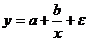 y = a + b/x + ε